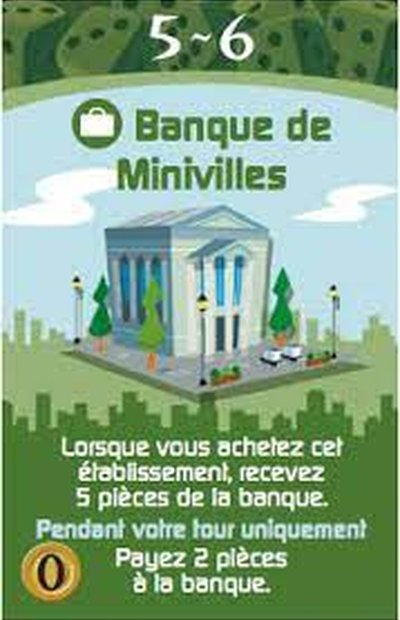 5~6
Banque de
Minivilles
Lorsque vous achetez cet
établissement, recevez
5 pièces de la banque.
Pendant votre tour uniquement
Payez 2 pièces
à la banque.
0